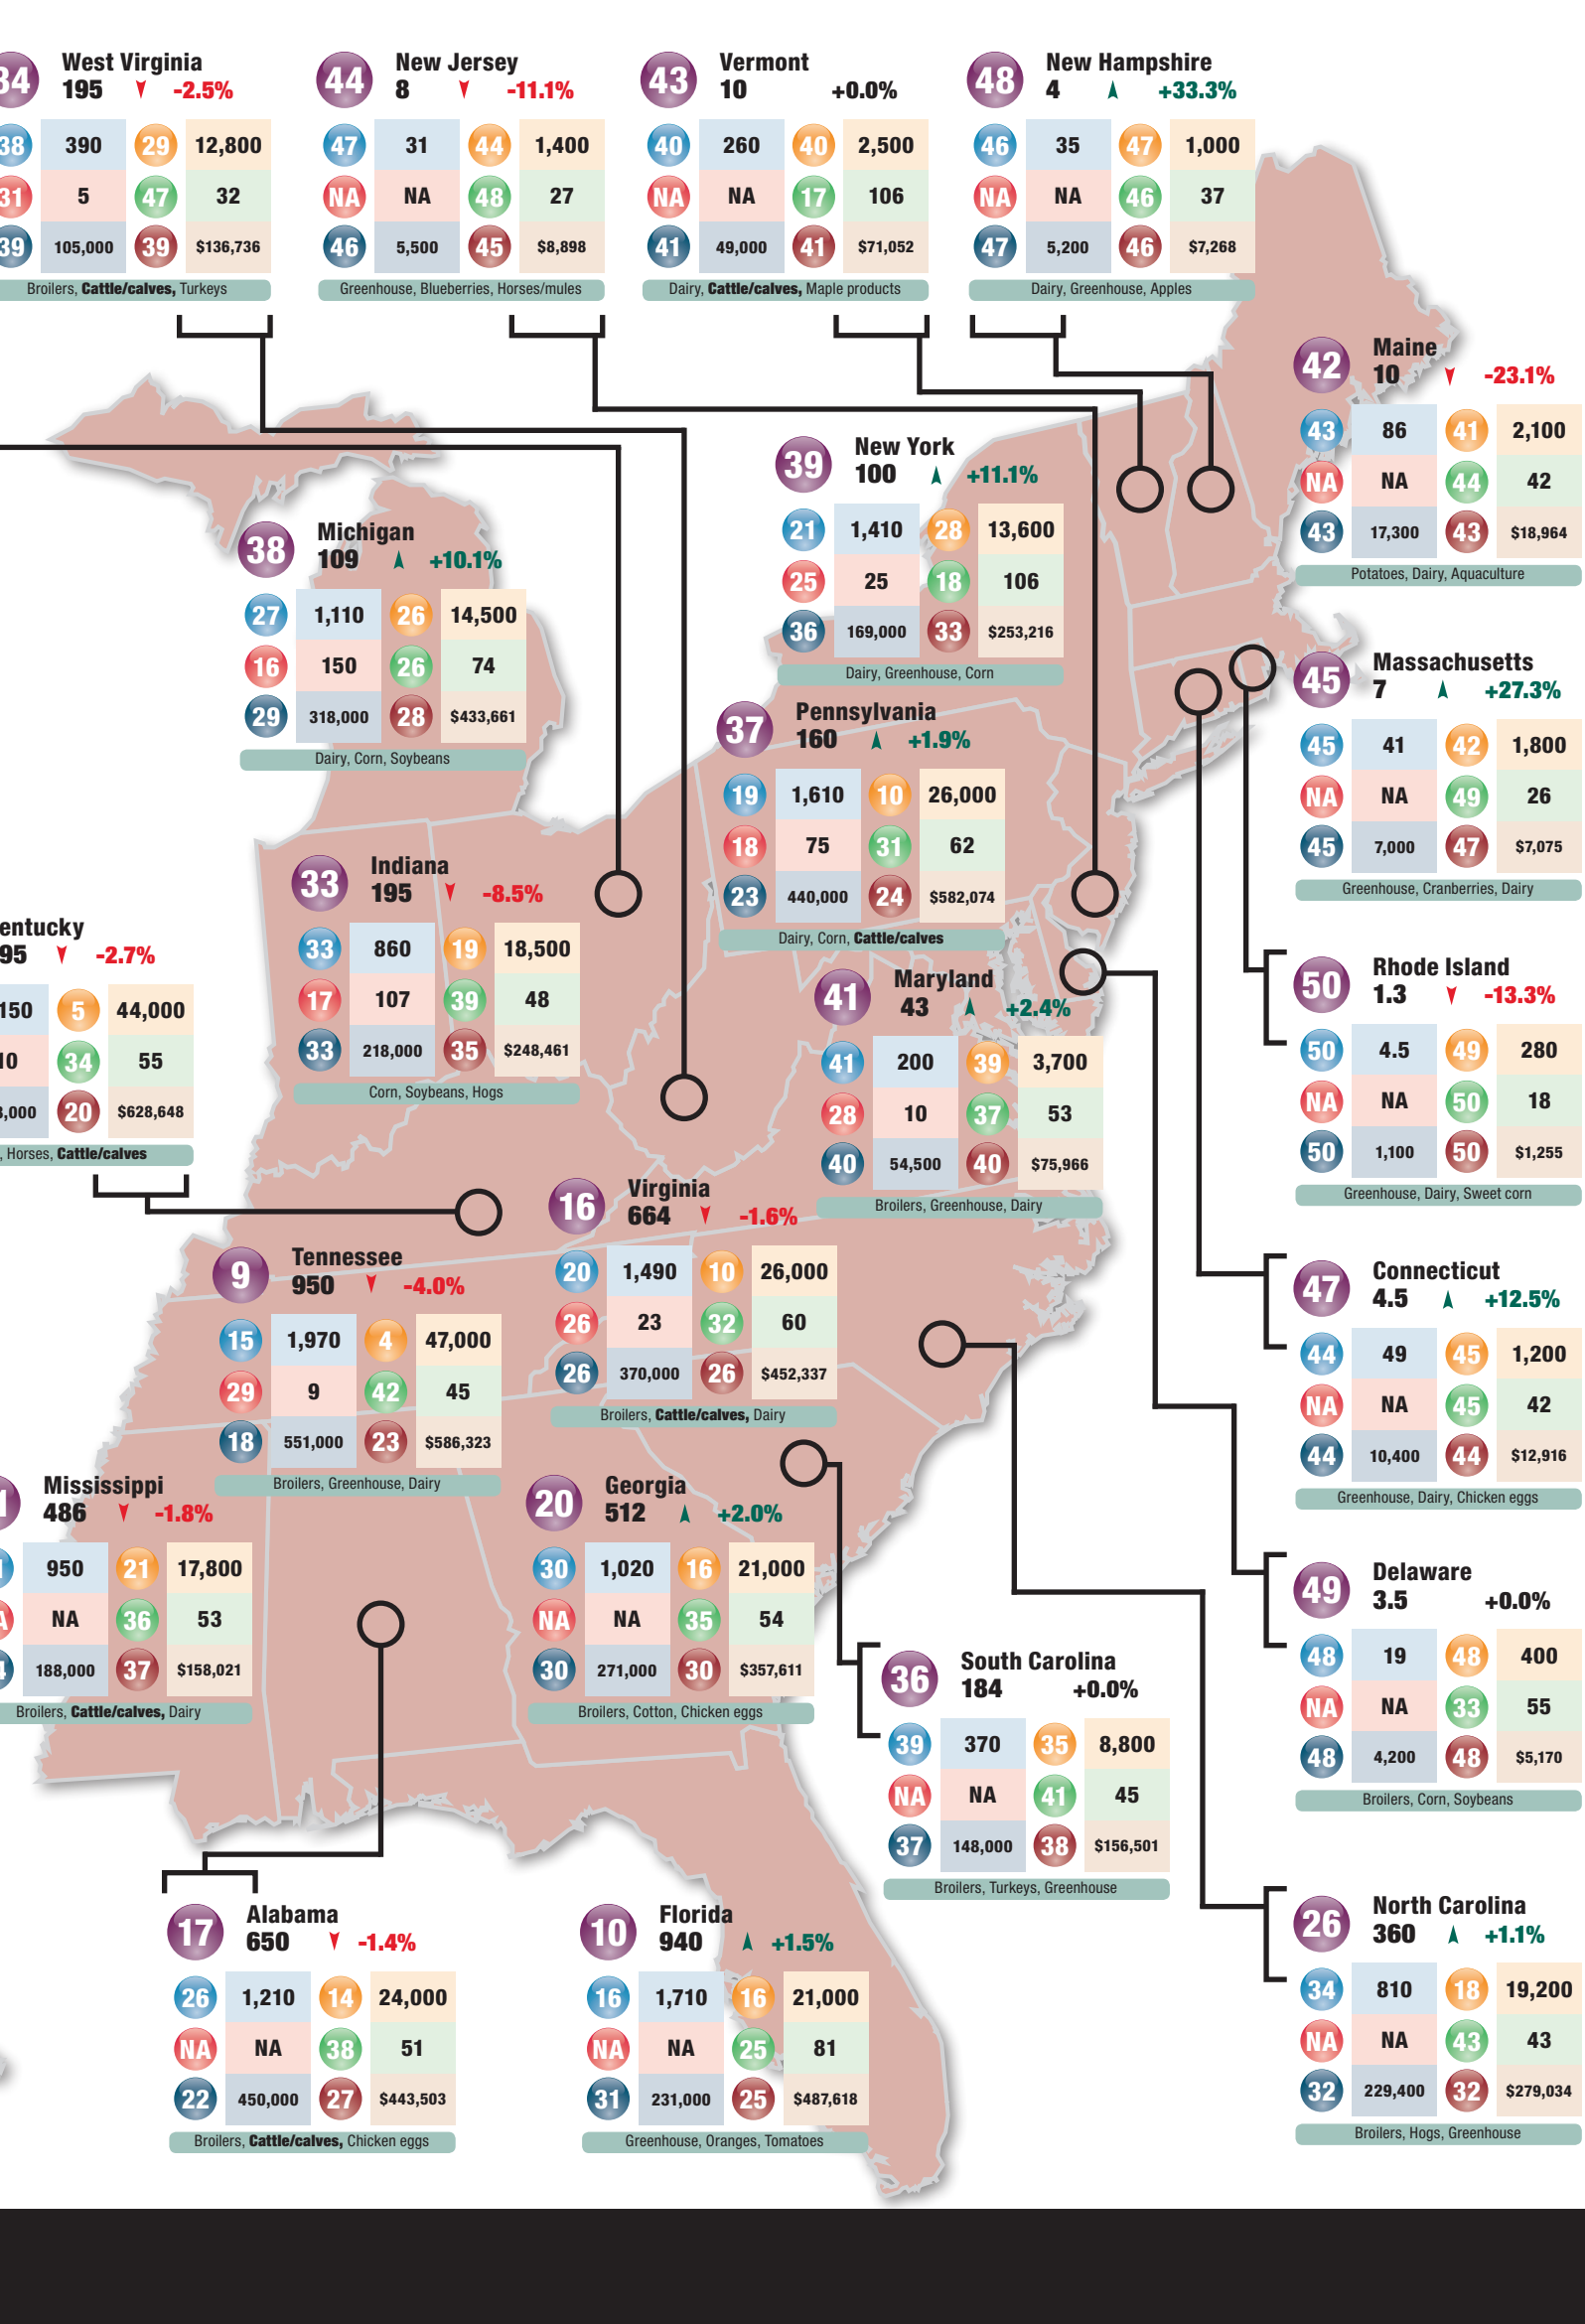 34 West Virginia
195 -2.5%
38 390 29 12,800
31 5 47 32
39 105,000 39 $136,736
Broilers, Cattle/calves, Turkeys
44 New Jersey
8 -11.1%
47 31 44 1,400
NA NA 48 27
46 5,500 45 $8,898
Greenhouse, Blueberries, Horses/mules
43 Vermont
10 +0.0%
40 260 40 2,500
NA NA 17 106
41 49,000 41 $71,052
Dairy, Cattle/calves, Maple products
48 New Hampshire
4 +33.3%
46 35 47 1,000
NA NA 46 37
47 5,200 46 $7,268
Dairy, Greenhouse, Apples
42 Maine
10 -23.1%
43 86 41 2,100
NA NA 44 42
43 17,300 43 $18,964
Potatoes, Dairy, Aquaculture
39 New York
100 +11.1%
21 1,410 28 13,600
25 25 18 106
36 169,000 33 $253,216
Dairy, Greenhouse, Corn
38 Michigan
109 +10.1%
27 1,110 26 14,500
16 150 26 74
29 318,000 28 $433,661
Dairy, Corn, Soybeans
45 Massachusetts
7 +27.3%
45 41 42 1,800
NA NA 49 26
45 7,000 47 $7,075
Greenhouse, Cranberries, Dairy
37 Pennsylvania
160 +1.9%
19 1,610 10 26,000
18 75 31 62
23 440,000 24 $582,074
Dairy, Corn, Cattle/calves
33 Indiana
195 -8.5%
33 860 19 18,500
17 107 39 48
33 218,000 35 $248,461
Corn, Soybeans, Hogs
entucky
95 -2.7%
150 5 44,000
10 34 55
,000 20 $628,648
, Horses, Cattle/calves
41 Maryland
43 +2.4%
41 200 39 3,700
28 10 37 53
40 54,500 40 $75,966
Broilers, Greenhouse, Dairy
50 Rhode Island
1.3 -13.3%
50 4.5 49 280
NA NA 50 18
50 1,100 50 $1,255
Greenhouse, Dairy, Sweet corn
16 Virginia
664 -1.6%
20 1,490 10 26,000
26 23 32 60
26 370,000 26 $452,337
Broilers, Cattle/calves, Dairy
9 Tennessee
950 -4.0%
15 1,970 4 47,000
29 9 42 45
18 551,000 23 $586,323
Broilers, Greenhouse, Dairy
47 Connecticut
4.5 +12.5%
44 49 45 1,200
NA NA 45 42
44 10,400 44 $12,916
Greenhouse, Dairy, Chicken eggs
1 Mississippi
486 -1.8%
950 21 17,800
A NA 36 53
4 188,000 37 $158,021
Broilers, Cattle/calves, Dairy
20 Georgia
512 +2.0%
30 1,020 16 21,000
NA NA 35 54
30 271,000 30 $357,611
Broilers, Cotton, Chicken eggs
49 Delaware
3.5 +0.0%
48 19 48 400
NA NA 33 55
48 4,200 48 $5,170
Broilers, Corn, Soybeans
36 South Carolina
184 +0.0%
39 370 35 8,800
NA NA 41 45
37 148,000 38 $156,501
Broilers, Turkeys, Greenhouse
17 Alabama
650 -1.4%
26 1,210 14 24,000
NA NA 38 51
22 450,000 27 $443,503
Broilers, Cattle/calves, Chicken eggs
10 Florida
940 +1.5%
16 1,710 16 21,000
NA NA 25 81
31 231,000 25 $487,618
Greenhouse, Oranges, Tomatoes
26 North Carolina
360 +1.1%
34 810 18 19,200
NA NA 43 43
32 229,400 32 $279,034
Broilers, Hogs, Greenhouse